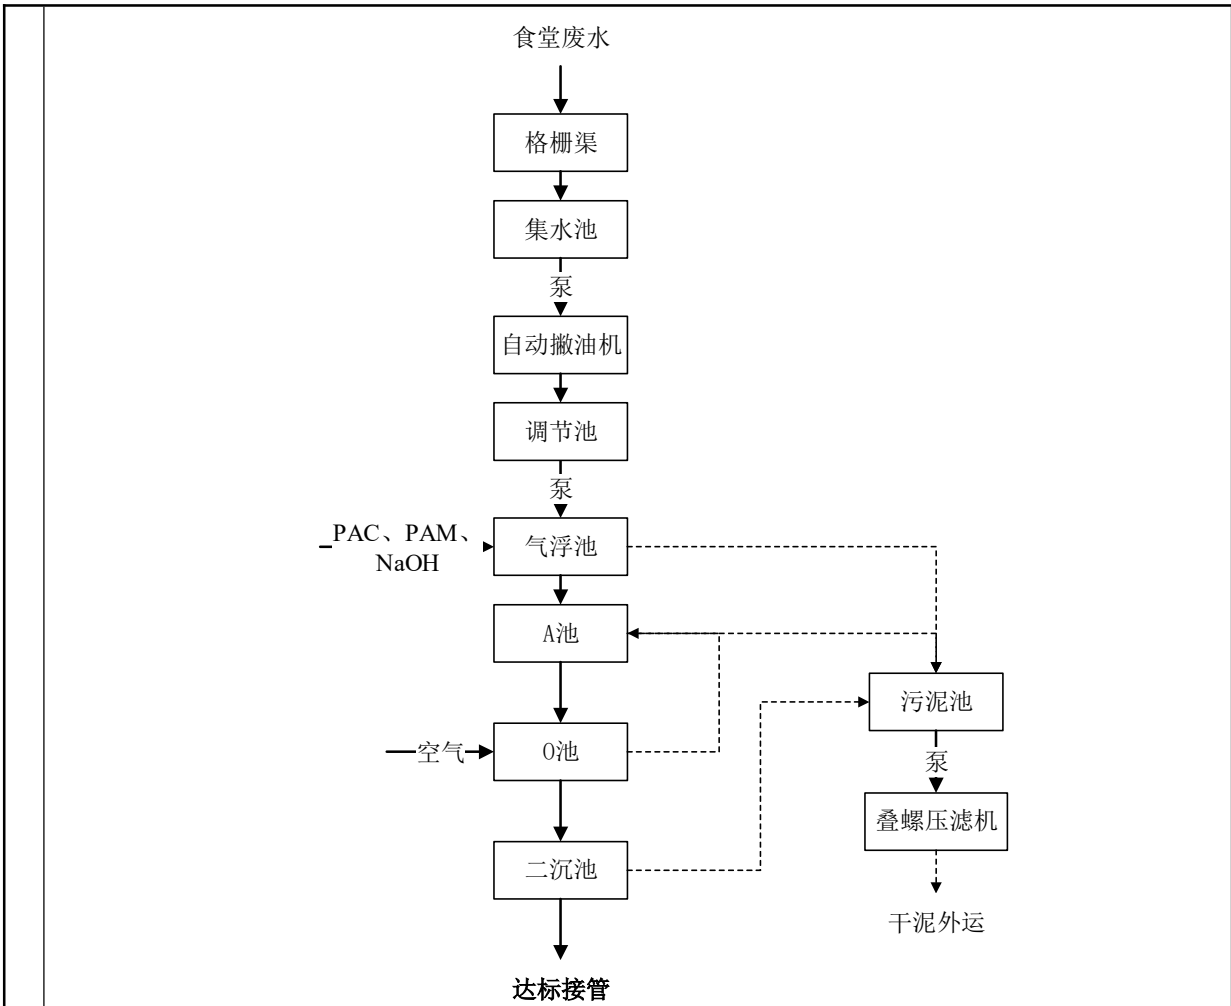 食堂废水
格栅渠
集水池
泵
自动撇油机
调节池
泵
PAC、PAM、
NaOH
气浮池
A池
污泥池
空气
O池
泵
叠螺压滤机
二沉池
干泥外运
达标接管